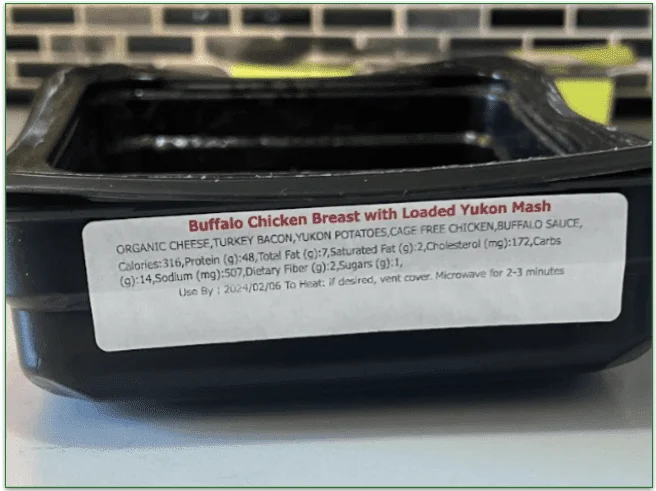 Buffalo Chicken Breast with Loaded Yukon Mash
ORGANIC CHEESE,TURKEY BACON,YUKON POTATOES,CAGE FREE CHICKEN,BUFFALO SAUCE,
Calories:316,Protein (g):48,Total Fat (g):7,Saturated Fat (g):2,Cholesterol (mg):172,Carbs
(g):14,Sodium (mg):507,Dietary Fiber (g):2,Sugars (g):1,
Use By : 2024/02/06 To Heat: if desired, vent cover. Microwave for 2-3 minutes